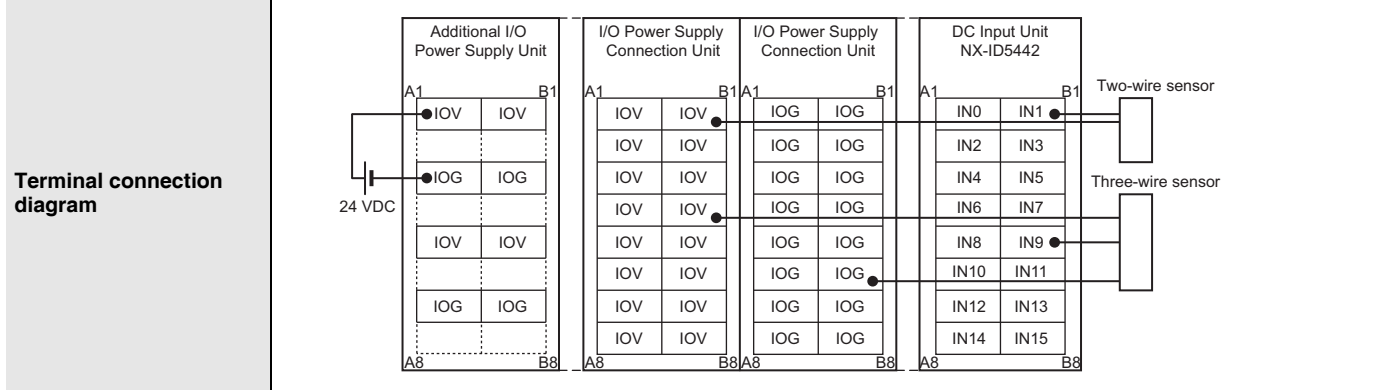 Terminal connection
diagram
Additional I/O
Power Supply Unit
I/O Power Supply
Connection Unit
I/O Power Supply
Connection Unit
DC Input Unit
NX-ID5442
A1 B1 A1 B1 A1 B1 A1 B1
Two-wire sensor
IOV IOV IOV IOV IOG IOG IN0 IN1
IOV IOV IOG IOG IN2 IN3
IOG IOG IOV IOV IOG IOG IN4 IN5
Three-wire sensor
24 VDC
IOV IOV IOG IOG IN6 IN7
IOV IOV IOV IOV IOG IOG IN8 IN9
IOV IOV IOG IOG IN10 IN11
IOG IOG IOV IOV IOG IOG IN12 IN13
IOV IOV IOG IOG IN14 IN15
A8 B8 A8 B8 A8 B8 A8 B8